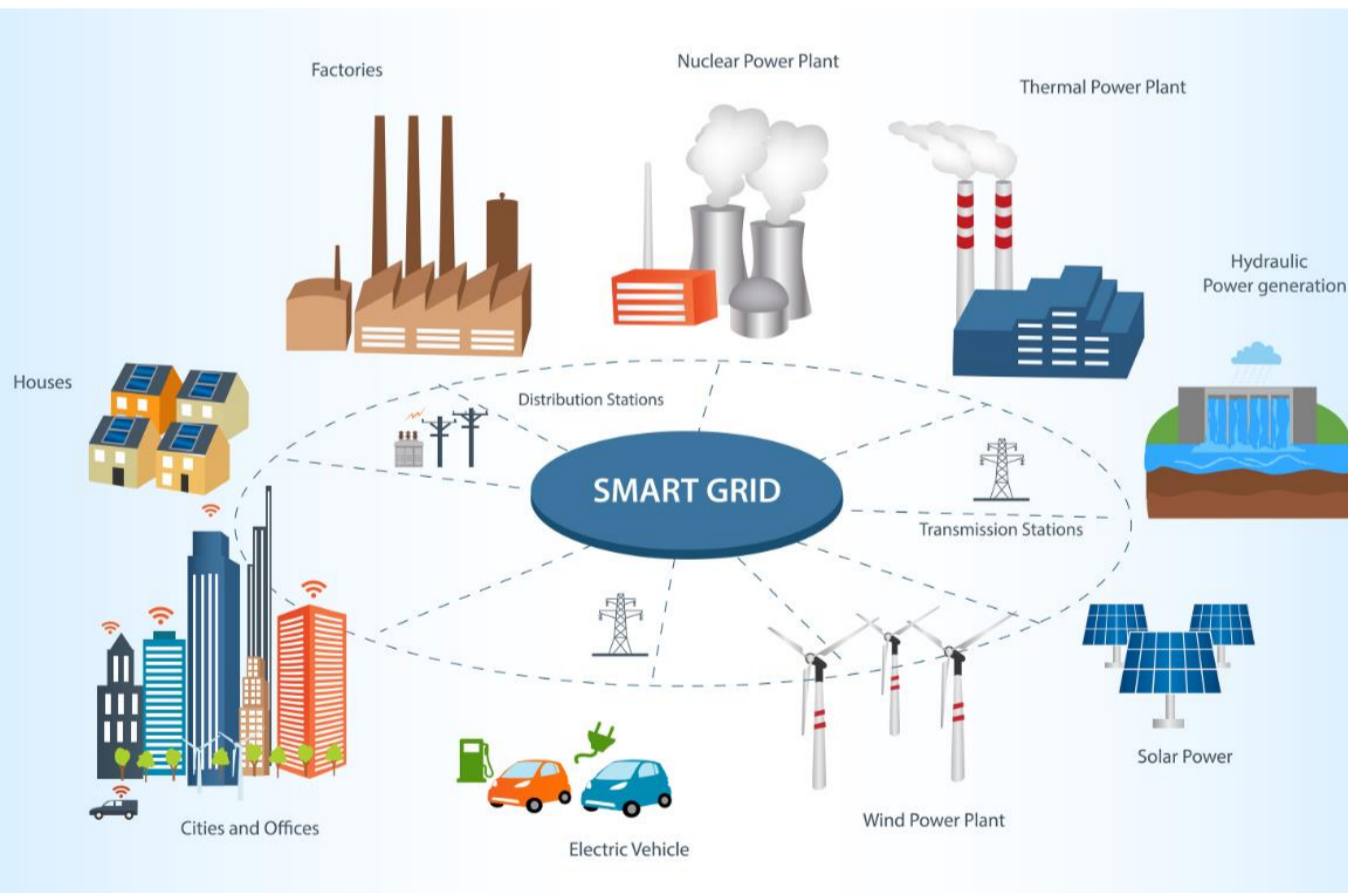 Nuclear Power Plant
Factories
Thermal Power Plant
Hydraulic
Power generation
Houses
Distribution Stations
SMART GRID
Transmission Stations
Solar Power
Wind Power Plant
Cities and Offices
Electric Vehicle